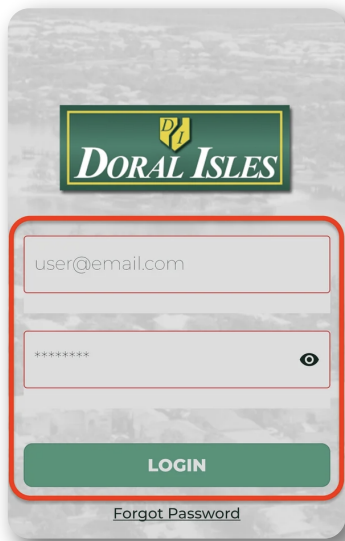 DI
DORAL ISLES
user@email.com
********
LOGIN
Forgot Password